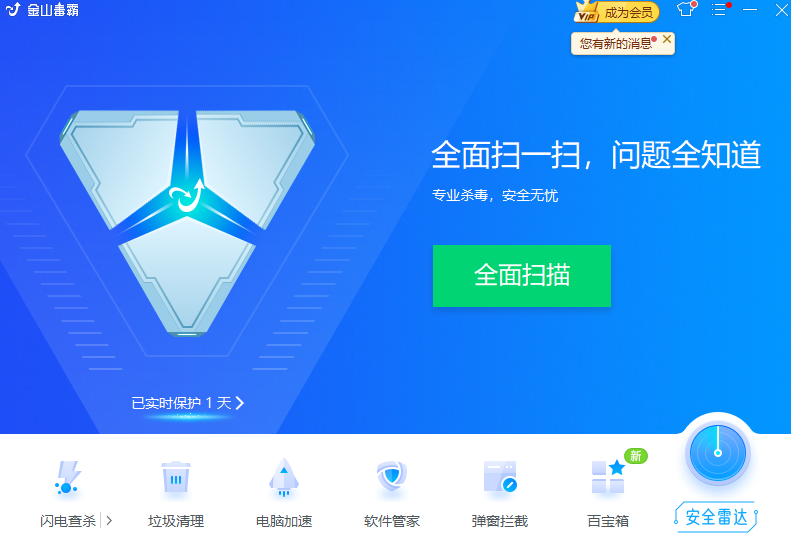 金山毒霸
VIP 成为会员
您有新的消息
全面扫一扫，问题全知道
专业杀毒，安全无忧
全面扫描
已实时保护 1 天
新
闪电查杀
垃圾清理
电脑加速
软件管家
弹窗拦截
百宝箱
安全雷达